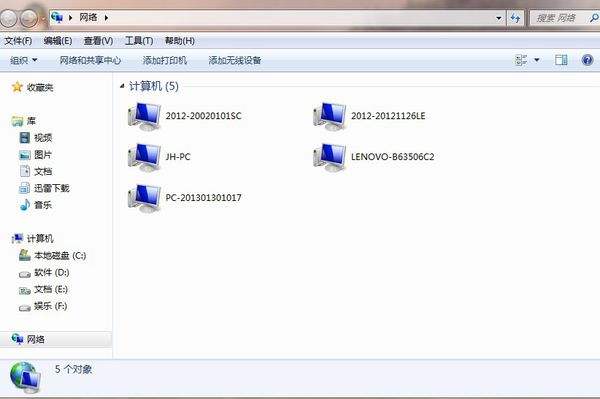 网络
搜索 网络
文件(F) 编辑(E) 查看(V) 工具(T) 帮助(H)
组织 网络和共享中心 添加打印机 添加无线设备
收藏夹
库
视频
图片
文档
迅雷下载
音乐
计算机
本地磁盘 (C:)
软件 (D:)
文档 (E:)
娱乐 (F:)
网络
计算机 (5)
2012-20020101SC 2012-20121126LE
JH-PC LENOVO-B63506C2
PC-201301301017
5 个对象